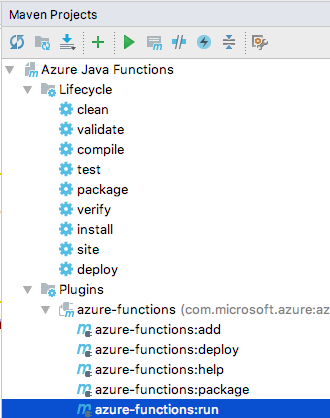 Maven Projects
Azure Java Functions
Lifecycle
clean
validate
compile
test
package
verify
install
site
deploy
Plugins
azure-functions (com.microsoft.azure:az
azure-functions:add
azure-functions:deploy
azure-functions:help
azure-functions:package
azure-functions:run